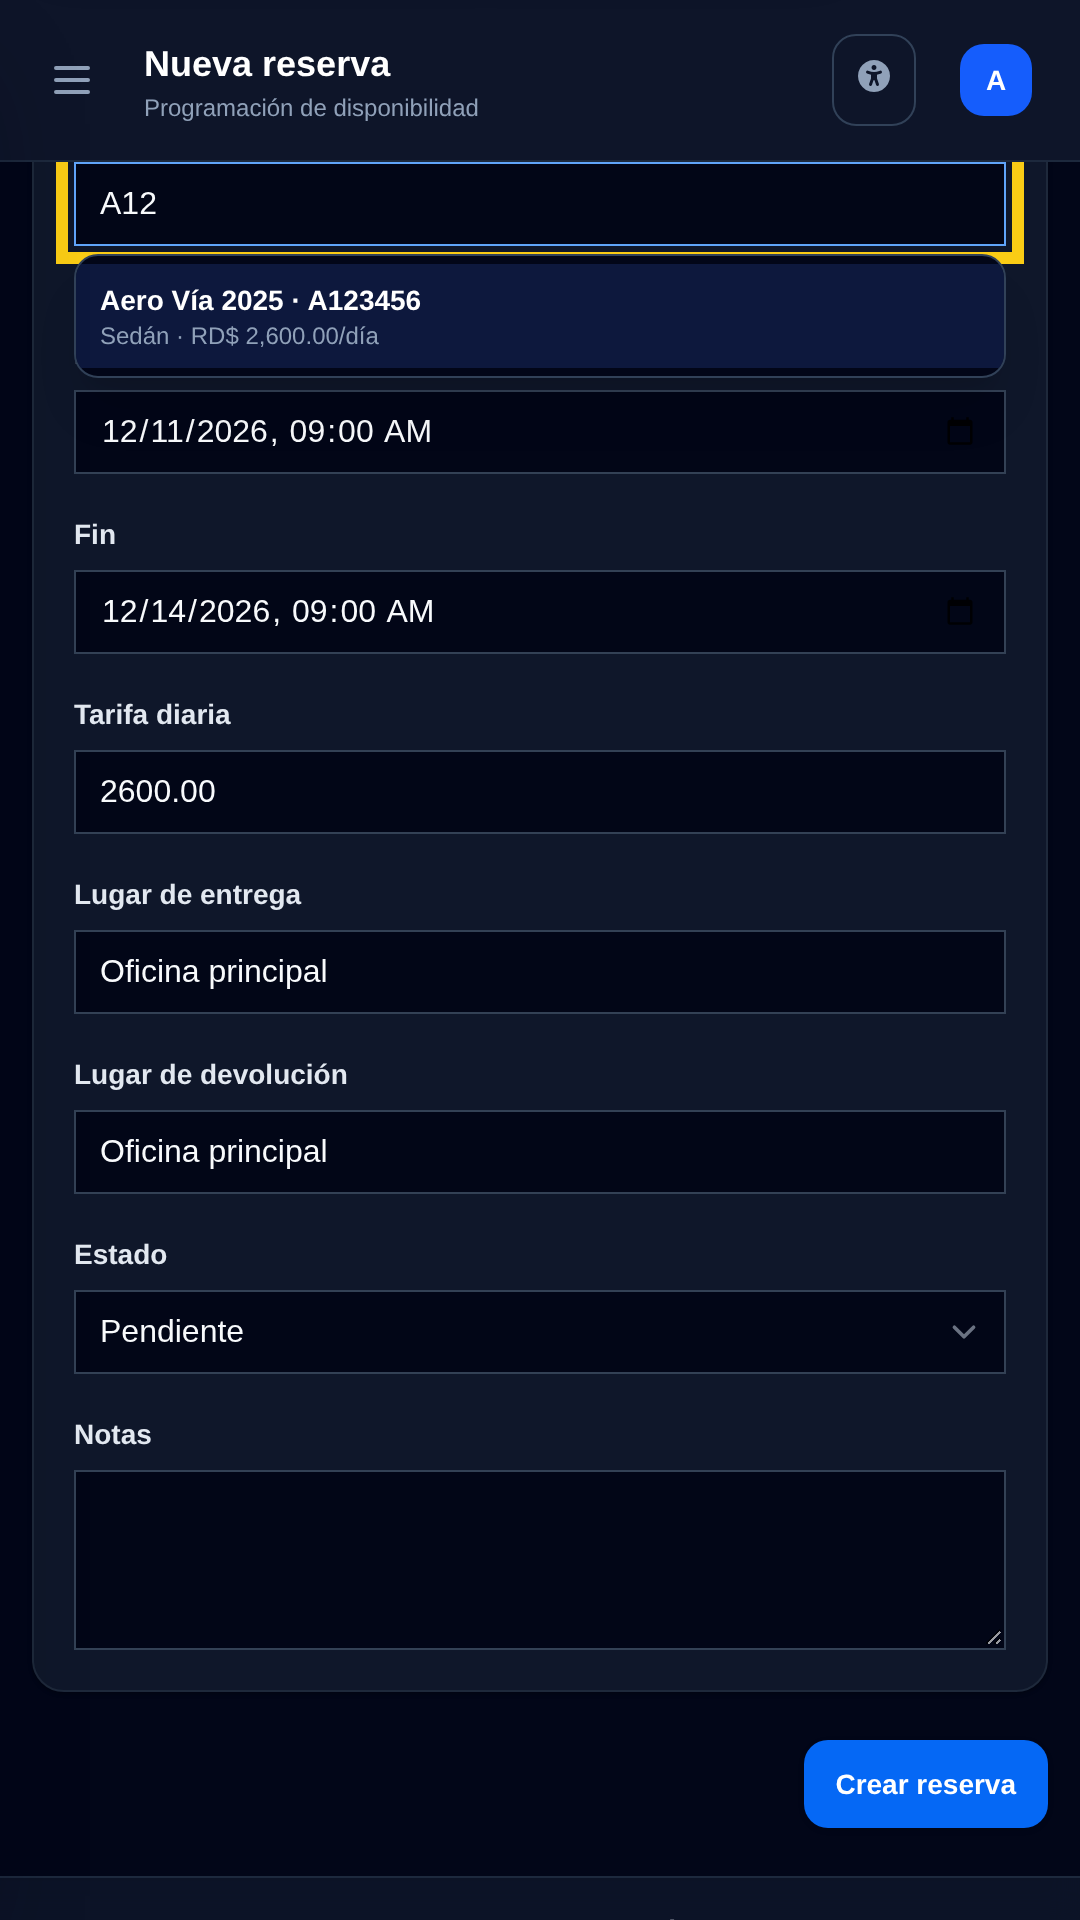 Nueva reserva
Programación de disponibilidad
A
A12
Aero Vía 2025 · A123456
Sedán · RD$ 2,600.00/día
12/11/2026, 09:00 AM
Fin
12/14/2026, 09:00 AM
Tarifa diaria
2600.00
Lugar de entrega
Oficina principal
Lugar de devolución
Oficina principal
Estado
Pendiente
Notas
Crear reserva